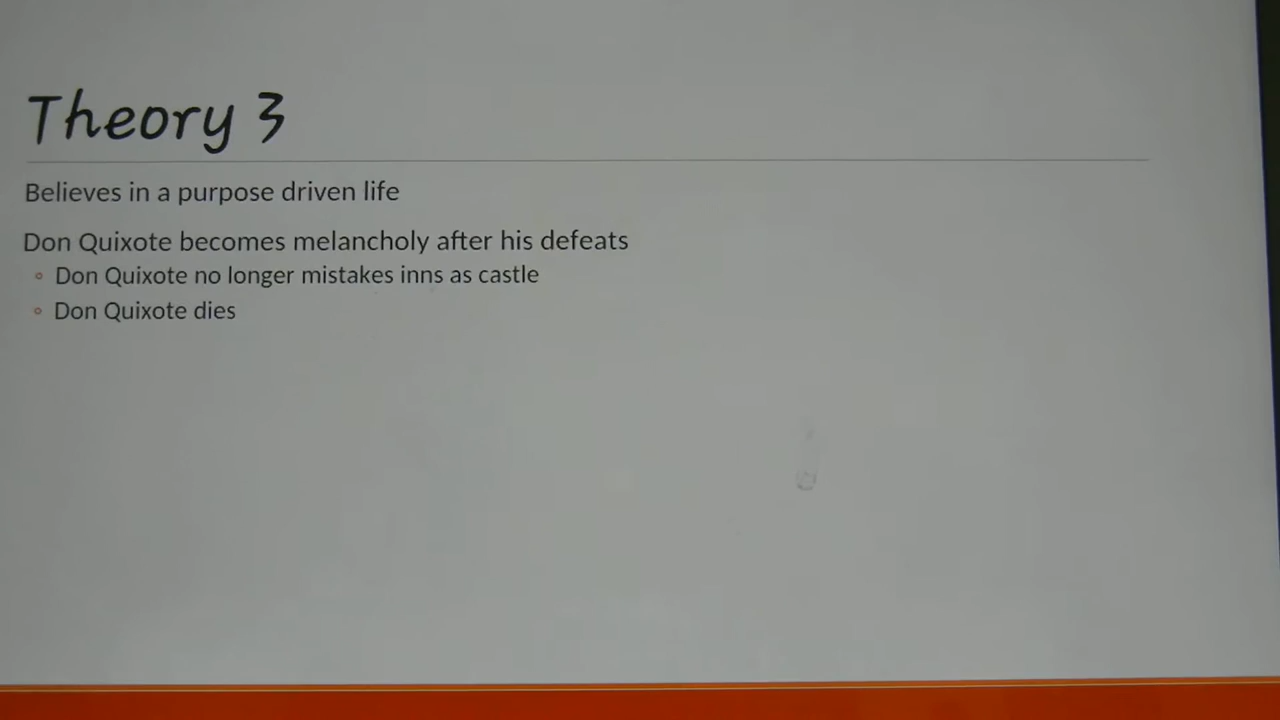 Theory 3
Believes in a purpose driven life
Don Quixote becomes melancholy after his defeats
Don Quixote no longer mistakes inns as castle
Don Quixote dies